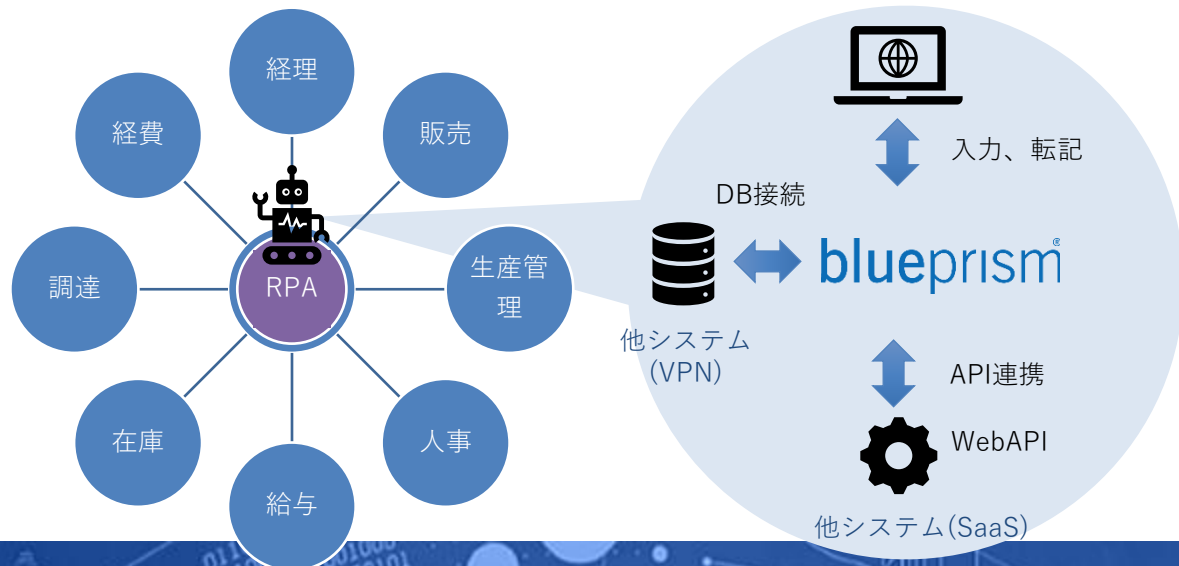 経理
経費
販売
調達
RPA
生産管
理
在庫
人事
給与
入力、転記
DB接続
blueprism®
他システム
(VPN)
API連携
WebAPI
他システム(SaaS)